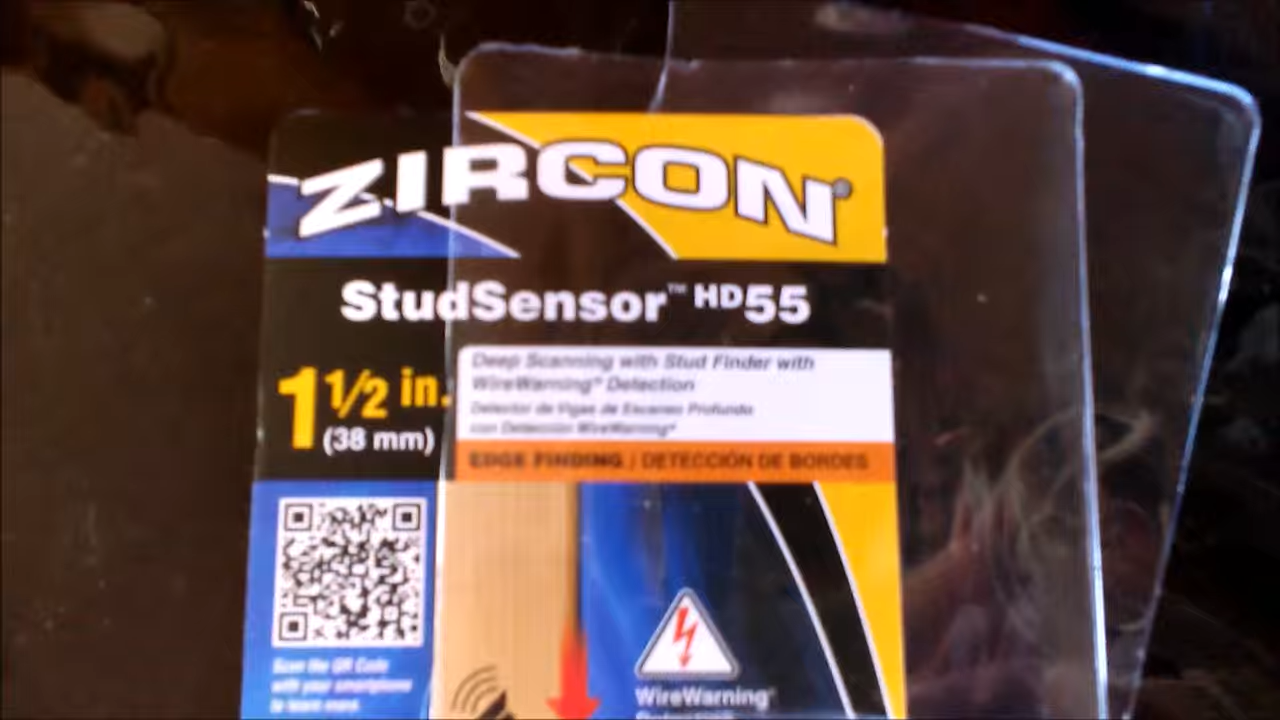 ZIRCON®
StudSensor™ HD55
1 1/2 in.
(38 mm)
Deep Scanning with Stud Finder with
WireWarning® Detection
Detector de Vigas de Escaneo Profundo
con Detección WireWarning®
EDGE FINDING / DETECCIÓN DE BORDES
Scan the QR Code
with your smartphone
to learn more.
WireWarning®